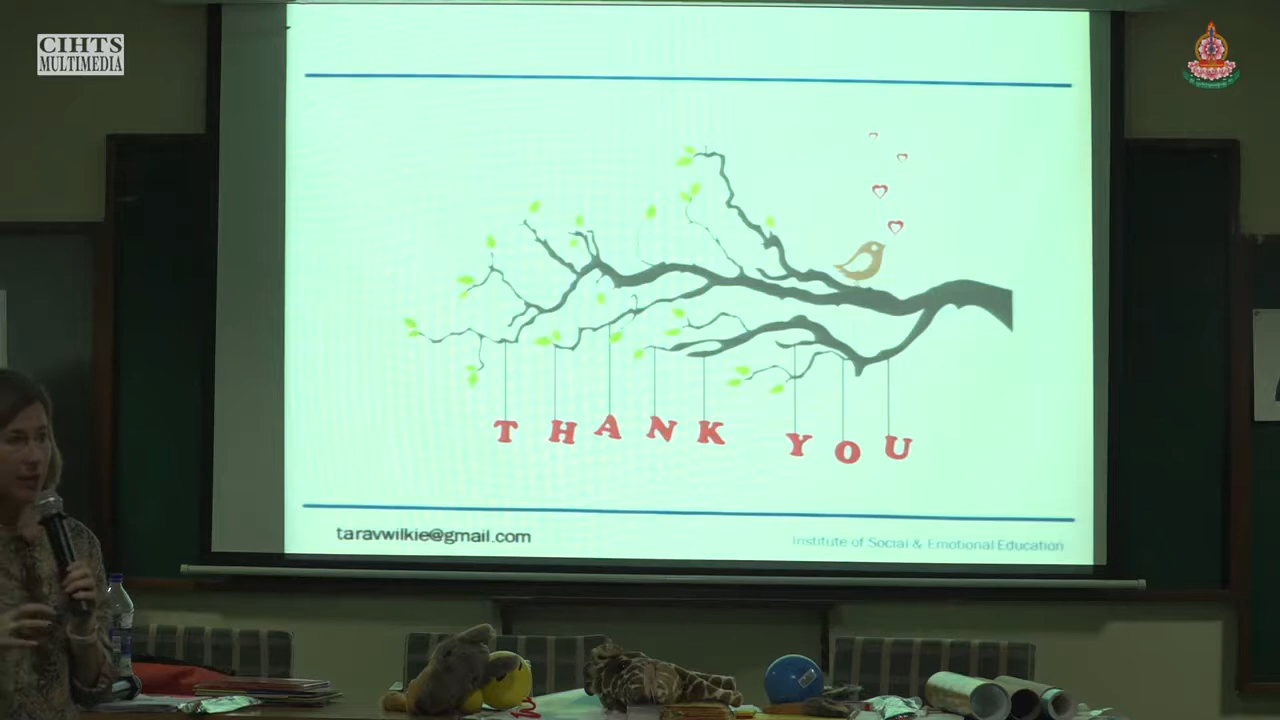 CIHTS
MULTIMEDIA
THANK YOU
taravwilkie@gmail.com
Institute of Social & Emotional Education